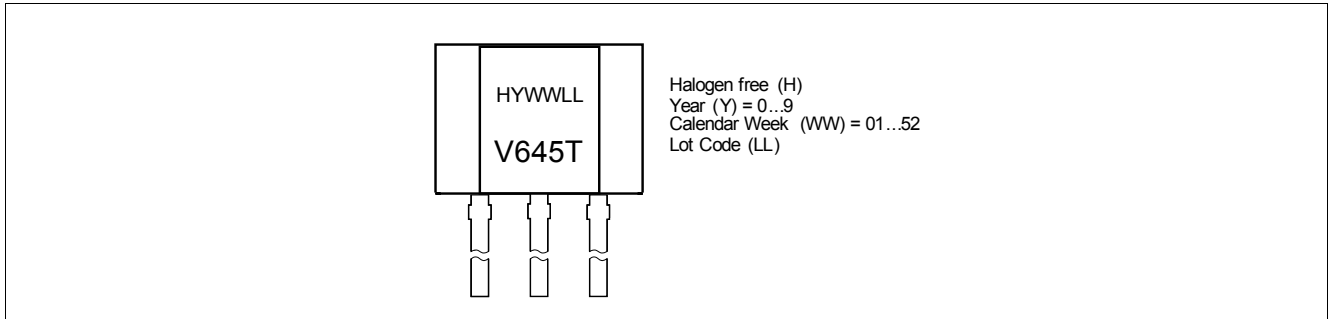 HYWWLL
V645T
Halogen free (H)
Year (Y) = 0...9
Calendar Week (WW) = 01...52
Lot Code (LL)